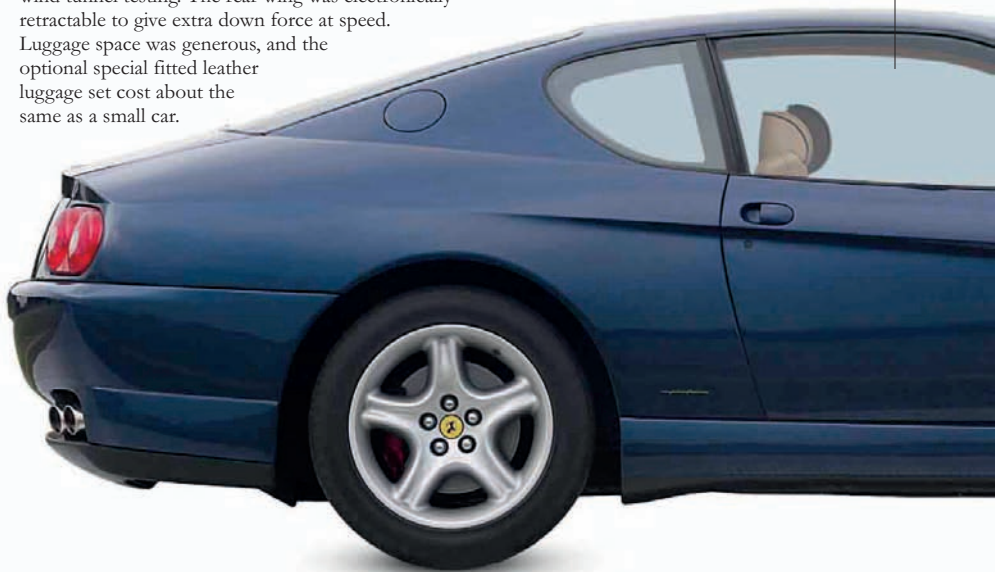 wind tunnel testing. The rear wing was electronically
retractable to give extra down force at speed.
Luggage space was generous, and the
optional special fitted leather
luggage set cost about the
same as a small car.